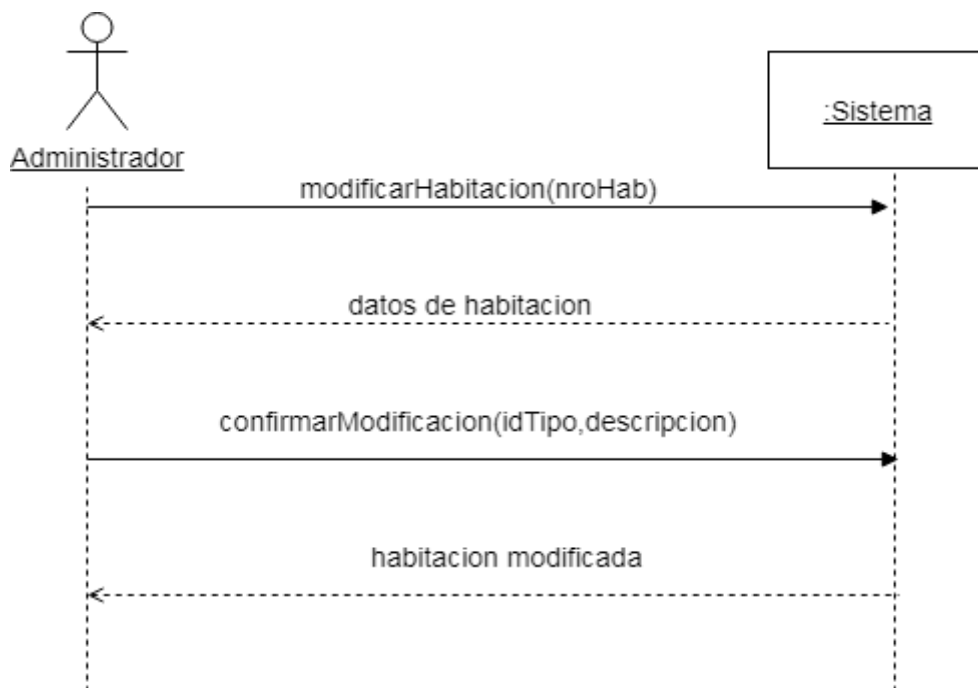 :Sistema
Administrador
modificarHabitacion(nroHab)
datos de habitacion
confirmarModificacion(idTipo,descripcion)
habitacion modificada